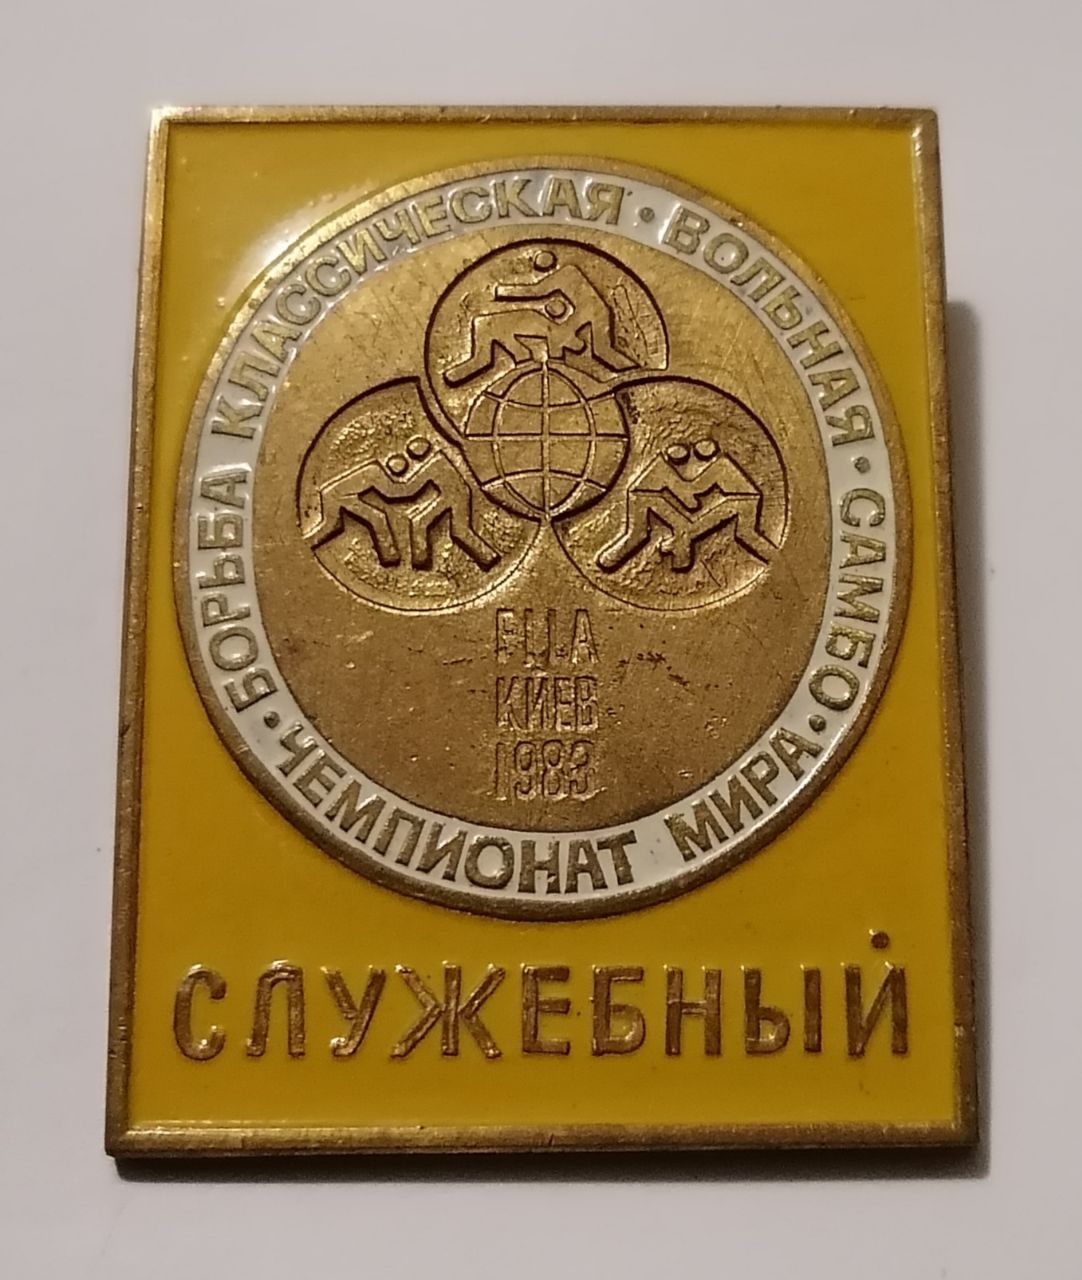 БОРЬБА КЛАССИЧЕСКАЯ · ВОЛЬНАЯ · САМБО ·
ЧЕМПИОНАТ МИРА ·
FILA
КИЕВ
1983
СЛУЖЕБНЫЙ